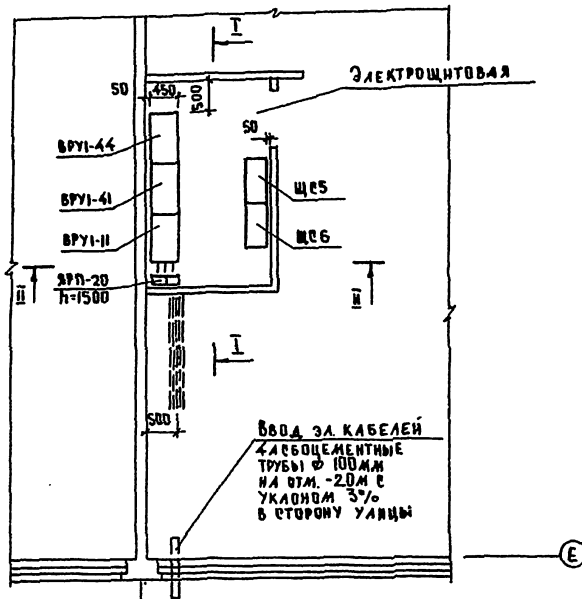 I
Электрощитовая
50
450
500
50
ВРУ1-44
ВРУ1-41
ВРУ1-11
ЩС5
ЩС6
ЯРП-20
h=1500
II
II
I
500
Ввод эл. кабелей
4 асбоцементные
трубы ø 100мм
на отм. -2.0м с
уклоном 3%
в сторону улицы
Е